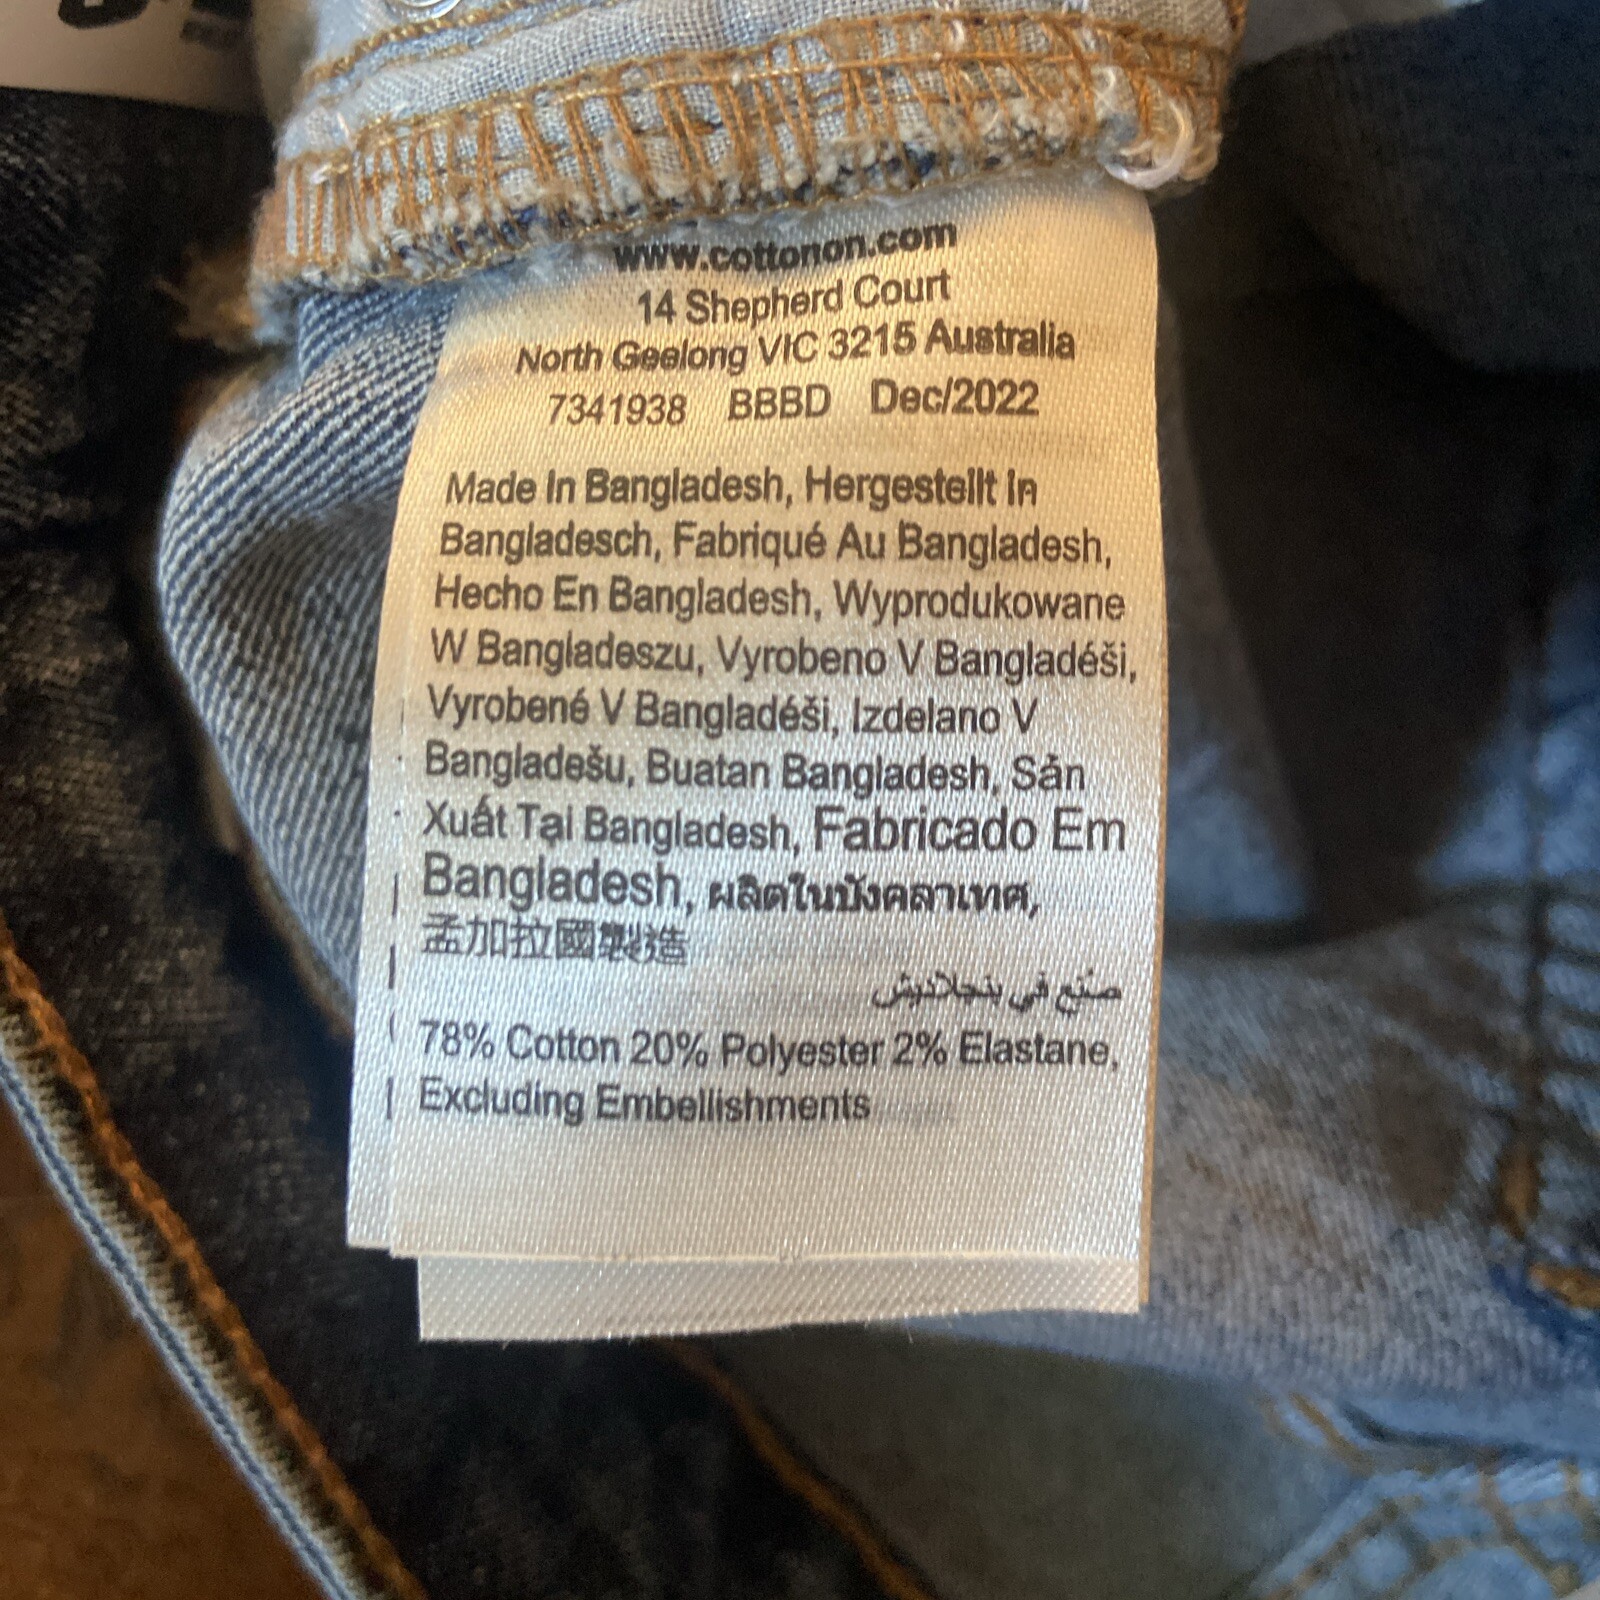 www.cottonon.com
14 Shepherd Court
North Geelong VIC 3215 Australia
7341938 BBBD Dec/2022
Made In Bangladesh, Hergestellt in
Bangladesch, Fabriqué Au Bangladesh,
Hecho En Bangladesh, Wyprodukowane
W Bangladeszu, Vyrobeno V Bangladéši,
Vyrobené V Bangladéši, Izdelano V
Bangladešu, Buatan Bangladesh, Sản
Xuất Tại Bangladesh, Fabricado Em
Bangladesh, ผลิตในบังคลาเทศ,
孟加拉國製造
صُنِع في بنجلاديش
78% Cotton 20% Polyester 2% Elastane,
Excluding Embellishments